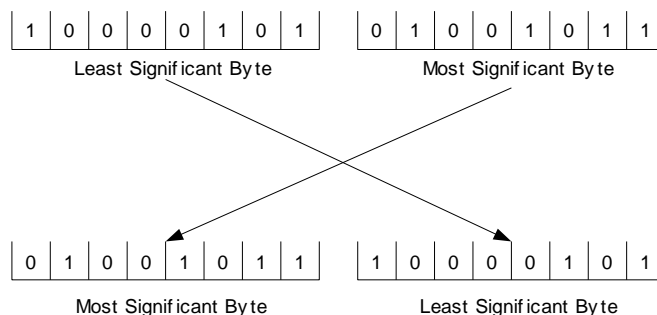 1 0 0 0 0 1 0 1 0 1 0 0 1 0 1 1
Least Significant Byte Most Significant Byte
0 1 0 0 1 0 1 1 1 0 0 0 0 1 0 1
Most Significant Byte Least Significant Byte